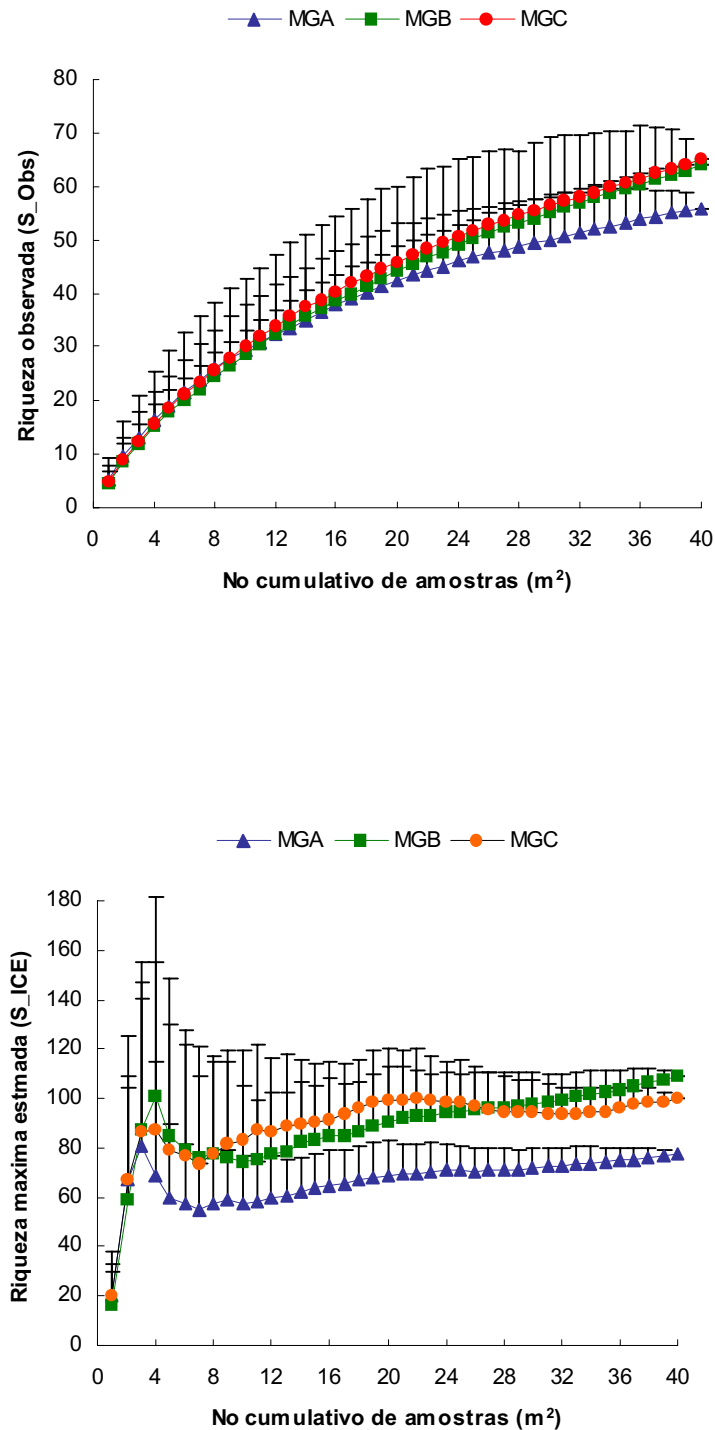 MGA MGB MGC
Riqueza observada (S_Obs)
80
70
60
50
40
30
20
10
0
0 4 8 12 16 20 24 28 32 36 40
No cumulativo de amostras (m²)
MGA MGB MGC
Riqueza maxima estmada (S_ICE)
180
160
140
120
100
80
60
40
20
0
0 4 8 12 16 20 24 28 32 36 40
No cumulativo de amostras (m²)